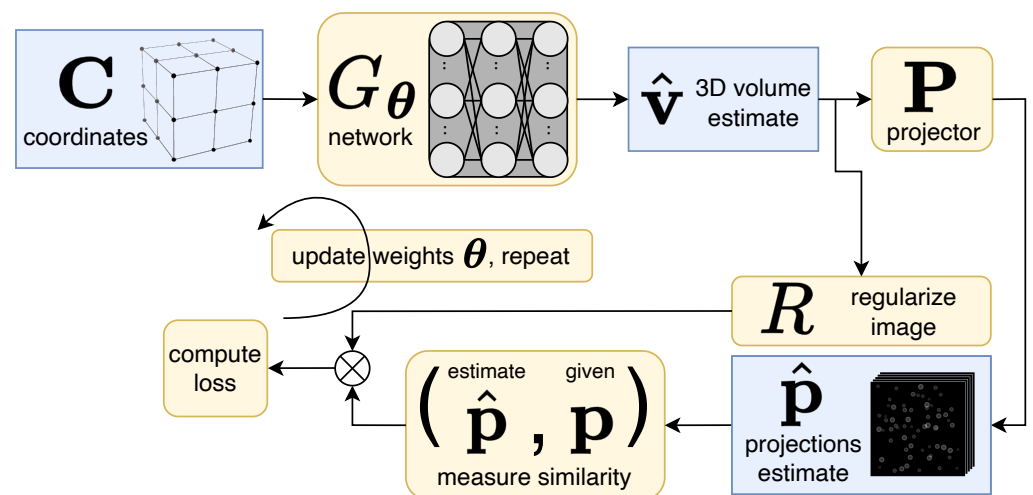 C
coordinates
G_θ
network
v̂ 3D volume
estimate
P
projector
update weights θ, repeat
R regularize
image
compute
loss
estimate given
(p̂, p)
measure similarity
p̂
projections
estimate